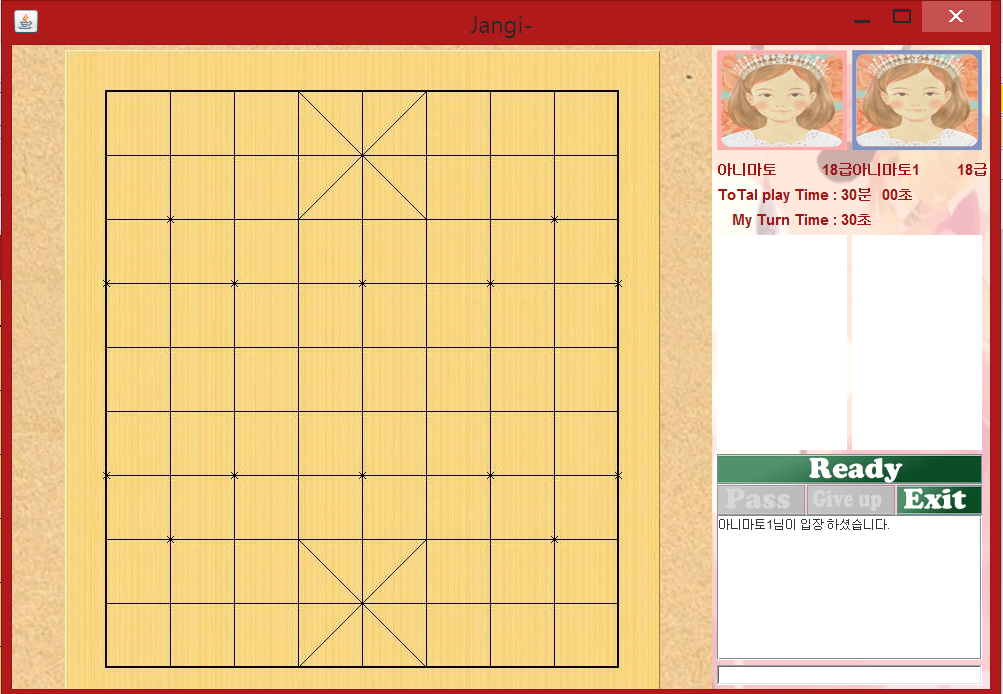 Jangi-
아니마토 18급아니마토1 18급
ToTal play Time : 30분 00초
My Turn Time : 30초
Ready
Pass Give up Exit
아니마토1님이 입장 하셨습니다.